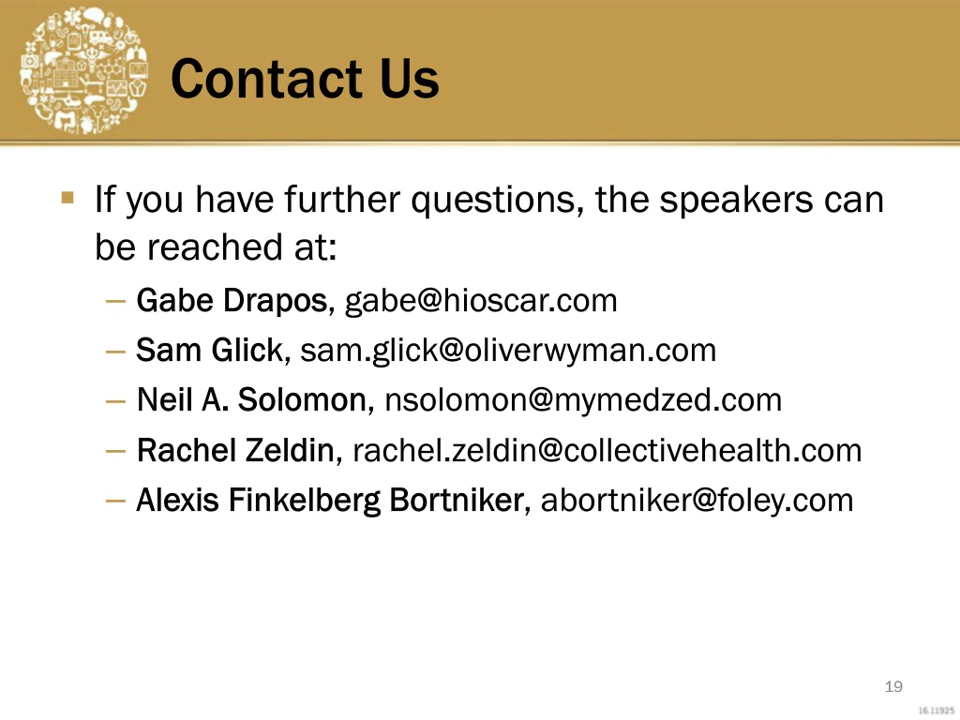 Contact Us
▪ If you have further questions, the speakers can
be reached at:
– Gabe Drapos, gabe@hioscar.com
– Sam Glick, sam.glick@oliverwyman.com
– Neil A. Solomon, nsolomon@mymedzed.com
– Rachel Zeldin, rachel.zeldin@collectivehealth.com
– Alexis Finkelberg Bortniker, abortniker@foley.com
19
16.11925